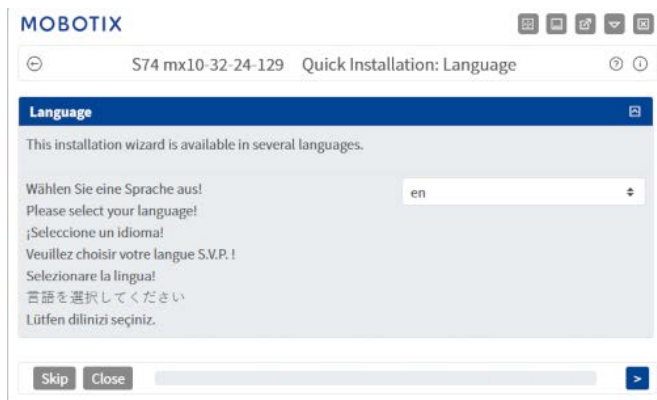 MOBOTIX
S74 mx10-32-24-129 Quick Installation: Language
Language
This installation wizard is available in several languages.
Wählen Sie eine Sprache aus!
en
Please select your language!
¡Seleccione un idioma!
Veuillez choisir votre langue S.V.P. !
Selezionare la lingua!
言語を選択してください
Lütfen dilinizi seçiniz.
Skip Close >